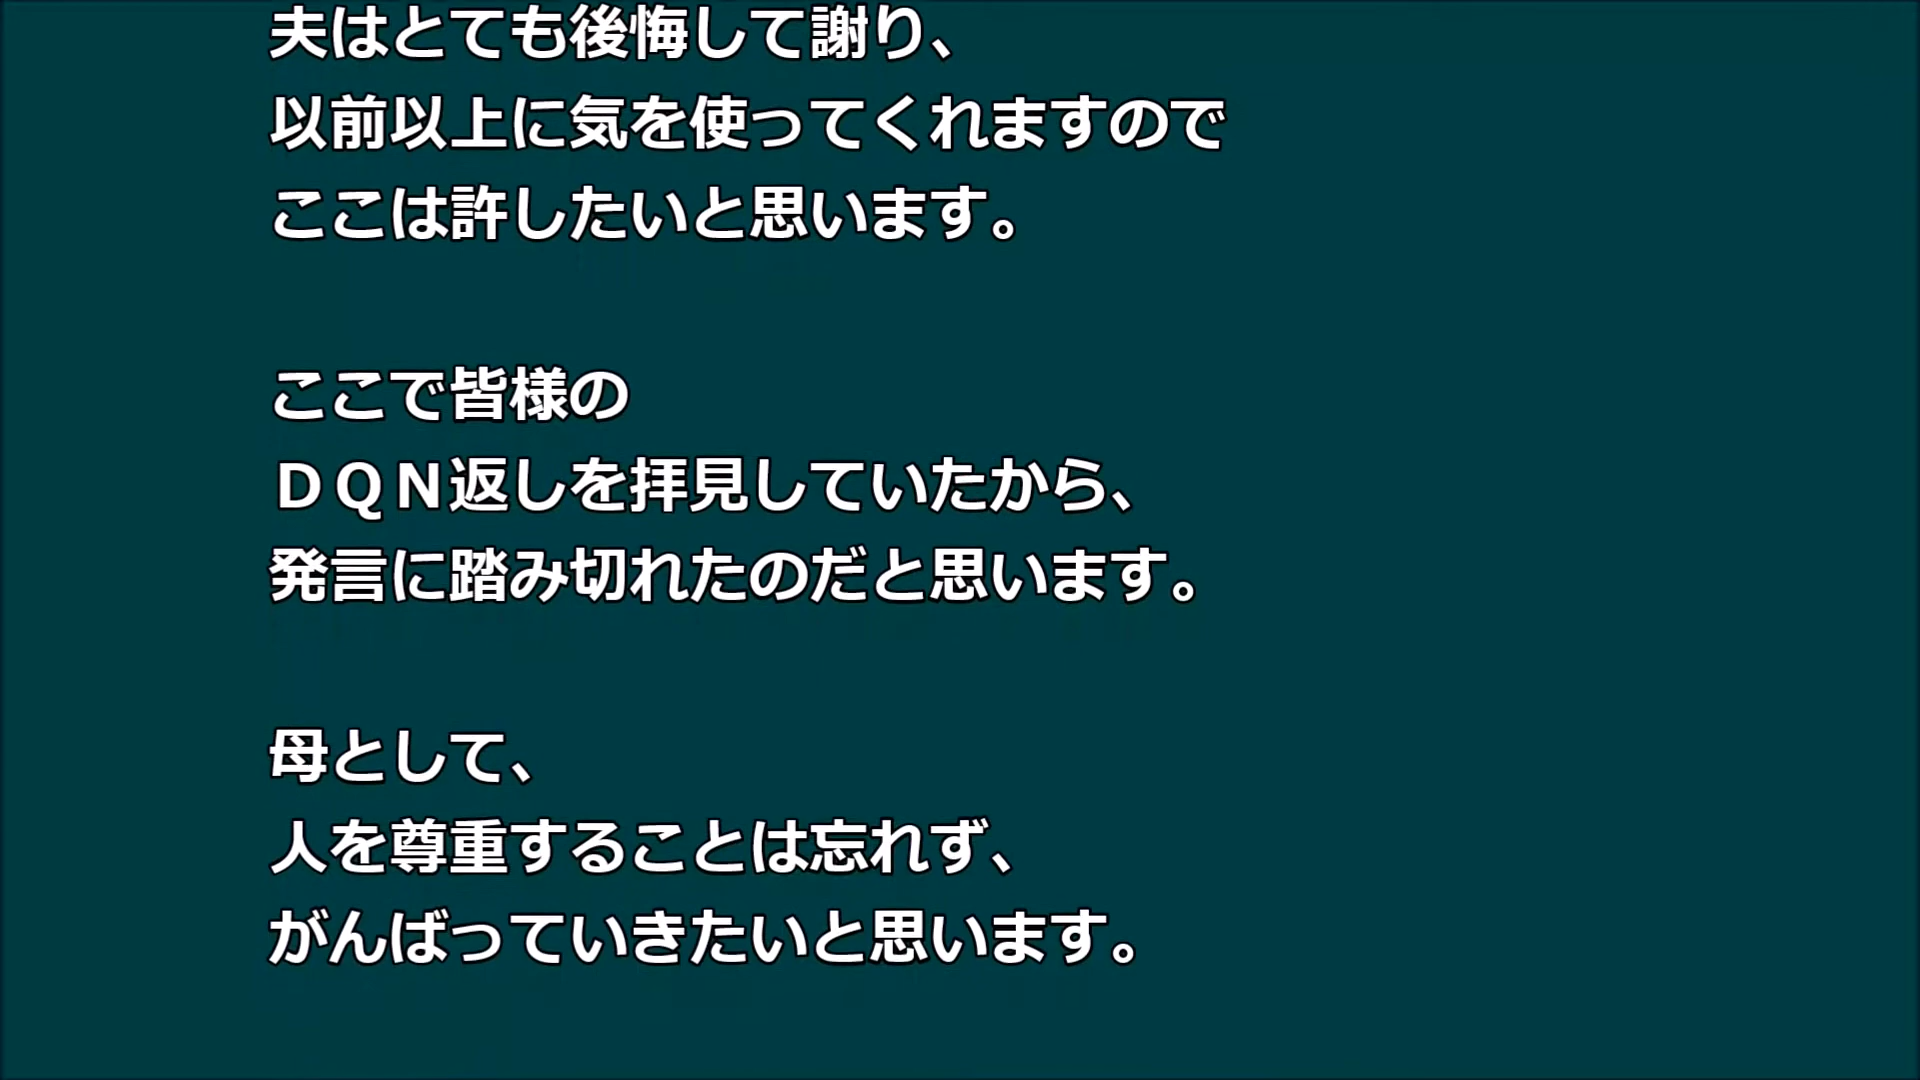 夫はとても後悔して謝り、
以前以上に気を使ってくれますので
ここは許したいと思います。
ここで皆様の
ＤＱＮ返しを拝見していたから、
発言に踏み切れたのだと思います。
母として、
人を尊重することは忘れず、
がんばっていきたいと思います。